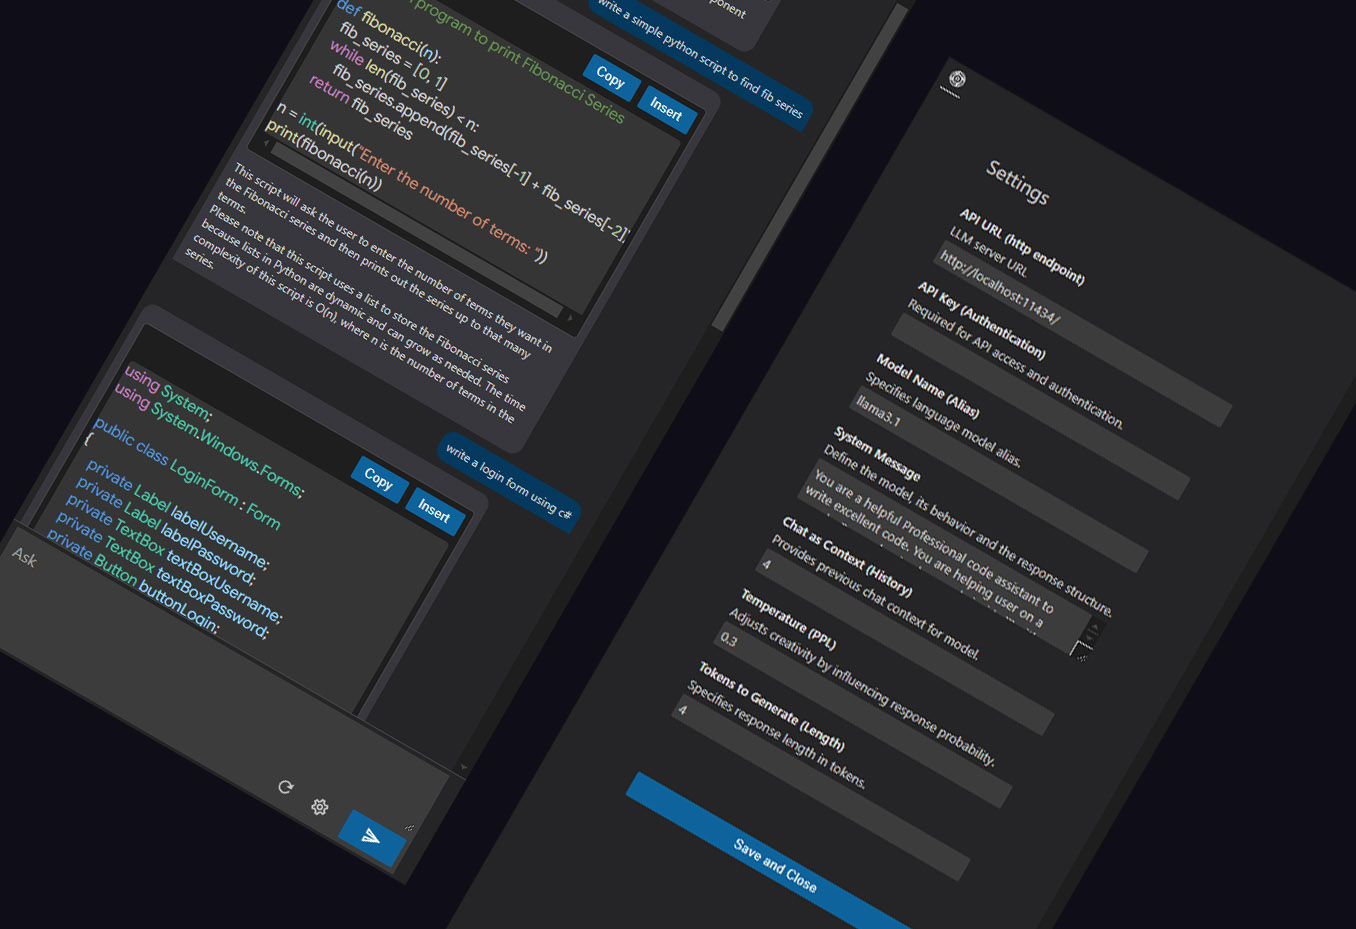 ponent
write a simple python script to find fib series
program to print Fibonacci Series
def fibonacci(n):
fib_series = [0, 1]
while len(fib_series) < n:
fib_series.append(fib_series[-1] + fib_series[-2])
return fib_series
n = int(input("Enter the number of terms: "))
print(fibonacci(n))
Copy
Insert
This script will ask the user to enter the number of terms they want in
the Fibonacci series and then prints out the series up to that many
terms.
Please note that this script uses a list to store the Fibonacci series
because lists in Python are dynamic and can grow as needed. The time
complexity of this script is O(n), where n is the number of terms in the
series.
write a login form using c#
Copy
Insert
using System;
using System.Windows.Forms;
public class LoginForm : Form
{
private Label labelUsername;
private Label labelPassword;
private TextBox textBoxUsername;
private TextBox textBoxPassword;
private Button buttonLogin;
Ask
Settings
API URL (http endpoint)
LLM server URL
http://localhost:11434/
API Key (Authentication)
Required for API access and authentication.
Model Name (Alias)
Specifies language model alias.
llama3.1
System Message
Define the model, its behavior and the response structure.
You are a helpful Professional code assistant to
write excellent code. You are helping user on a
Chat as Context (History)
Provides previous chat context for model.
4
Temperature (PPL)
Adjusts creativity by influencing response probability.
0.3
Tokens to Generate (Length)
Specifies response length in tokens.
4
Save and Close